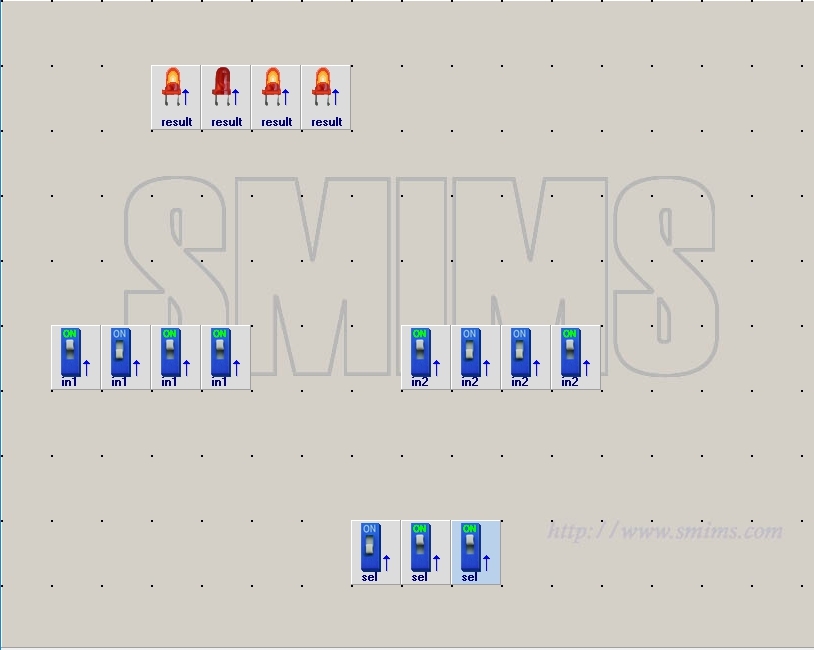 result result result result
SMIMS
ON ON ON ON ON ON ON ON
in1 in1 in1 in1 in2 in2 in2 in2
ON ON ON
http://www.smims.com
sel sel sel